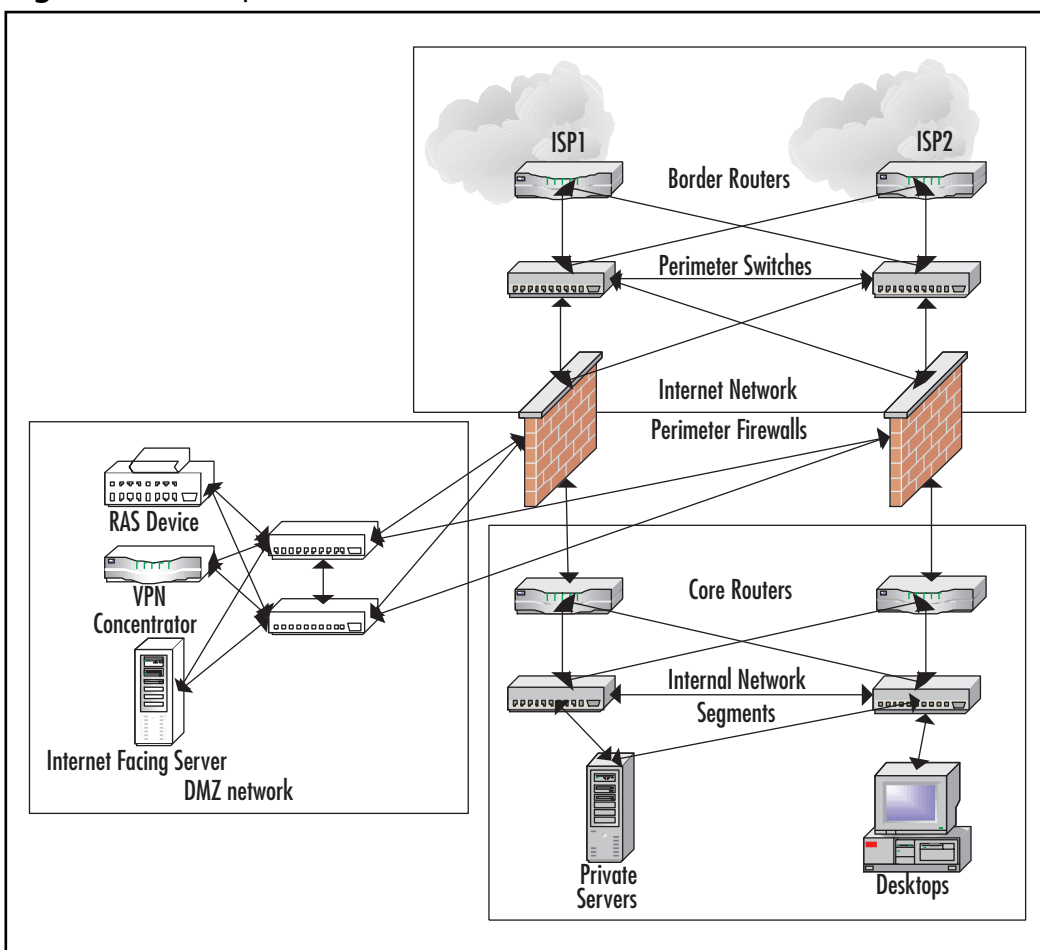 ISP1
ISP2
Border Routers
Perimeter Switches
Internet Network
Perimeter Firewalls
RAS Device
VPN
Concentrator
Internet Facing Server
DMZ network
Core Routers
Internal Network
Segments
Private
Servers
Desktops